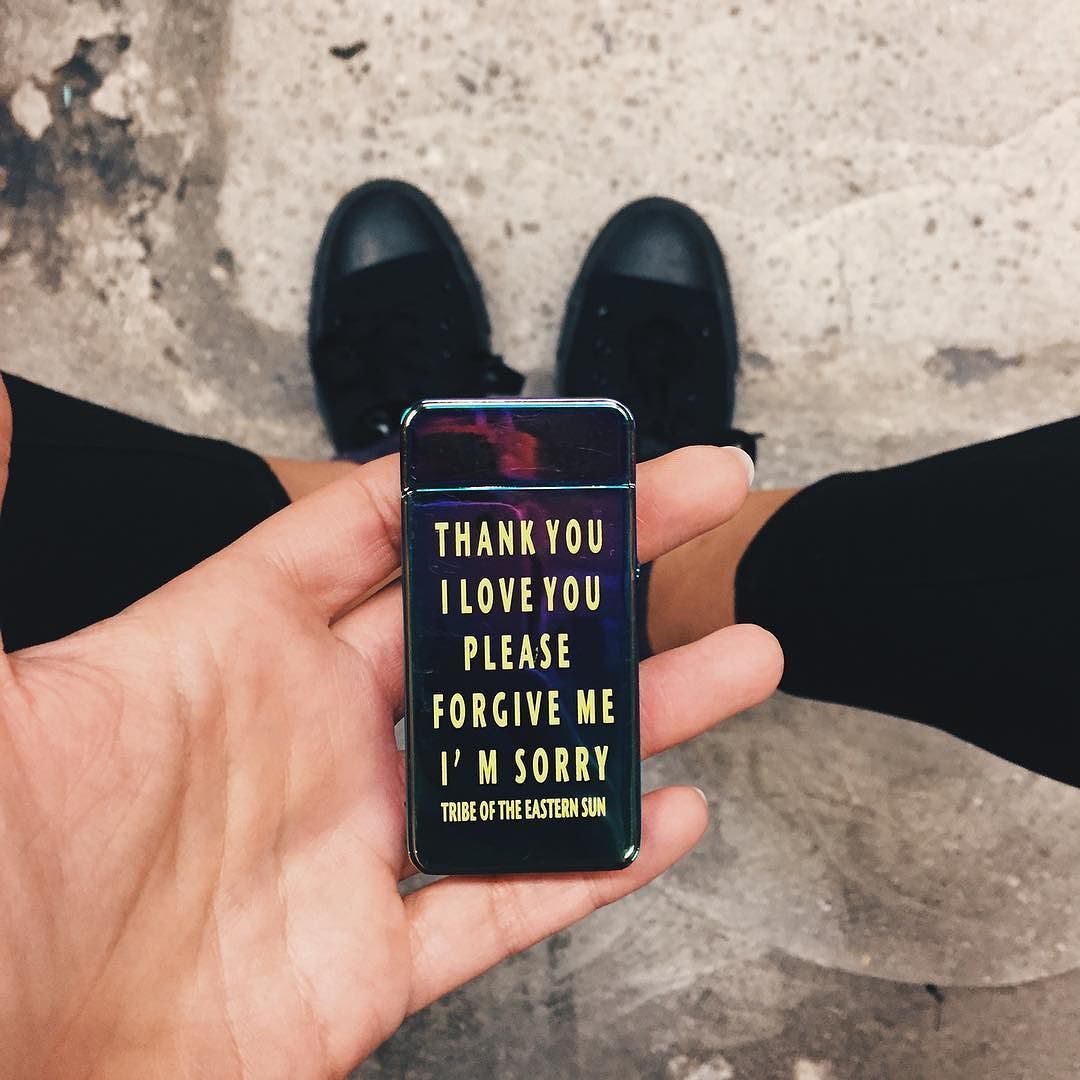 THANK YOU
I LOVE YOU
PLEASE
FORGIVE ME
I' M SORRY
TRIBE OF THE EASTERN SUN